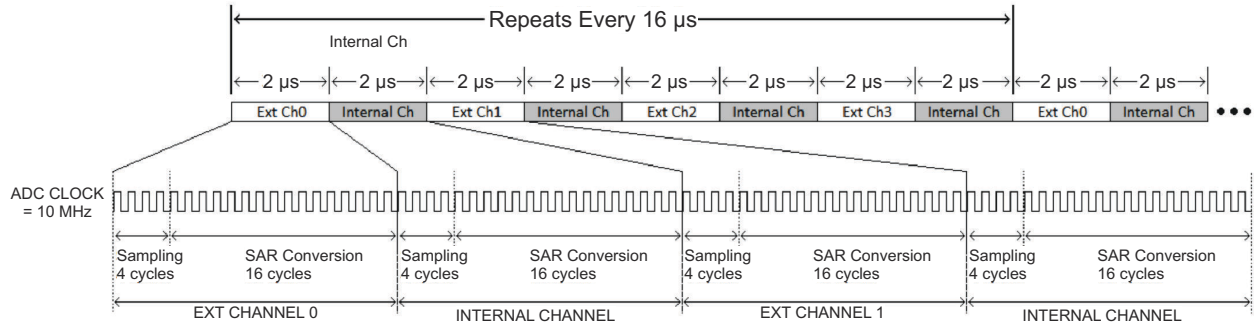 Repeats Every 16 µs
Internal Ch
2 µs 2 µs 2 µs 2 µs 2 µs 2 µs 2 µs 2 µs 2 µs 2 µs
Ext Ch0 Internal Ch Ext Ch1 Internal Ch Ext Ch2 Internal Ch Ext Ch3 Internal Ch Ext Ch0 Internal Ch
ADC CLOCK
= 10 MHz
Sampling SAR Conversion Sampling SAR Conversion Sampling SAR Conversion Sampling SAR Conversion
4 cycles 16 cycles 4 cycles 16 cycles 4 cycles 16 cycles 4 cycles 16 cycles
EXT CHANNEL 0 INTERNAL CHANNEL EXT CHANNEL 1 INTERNAL CHANNEL